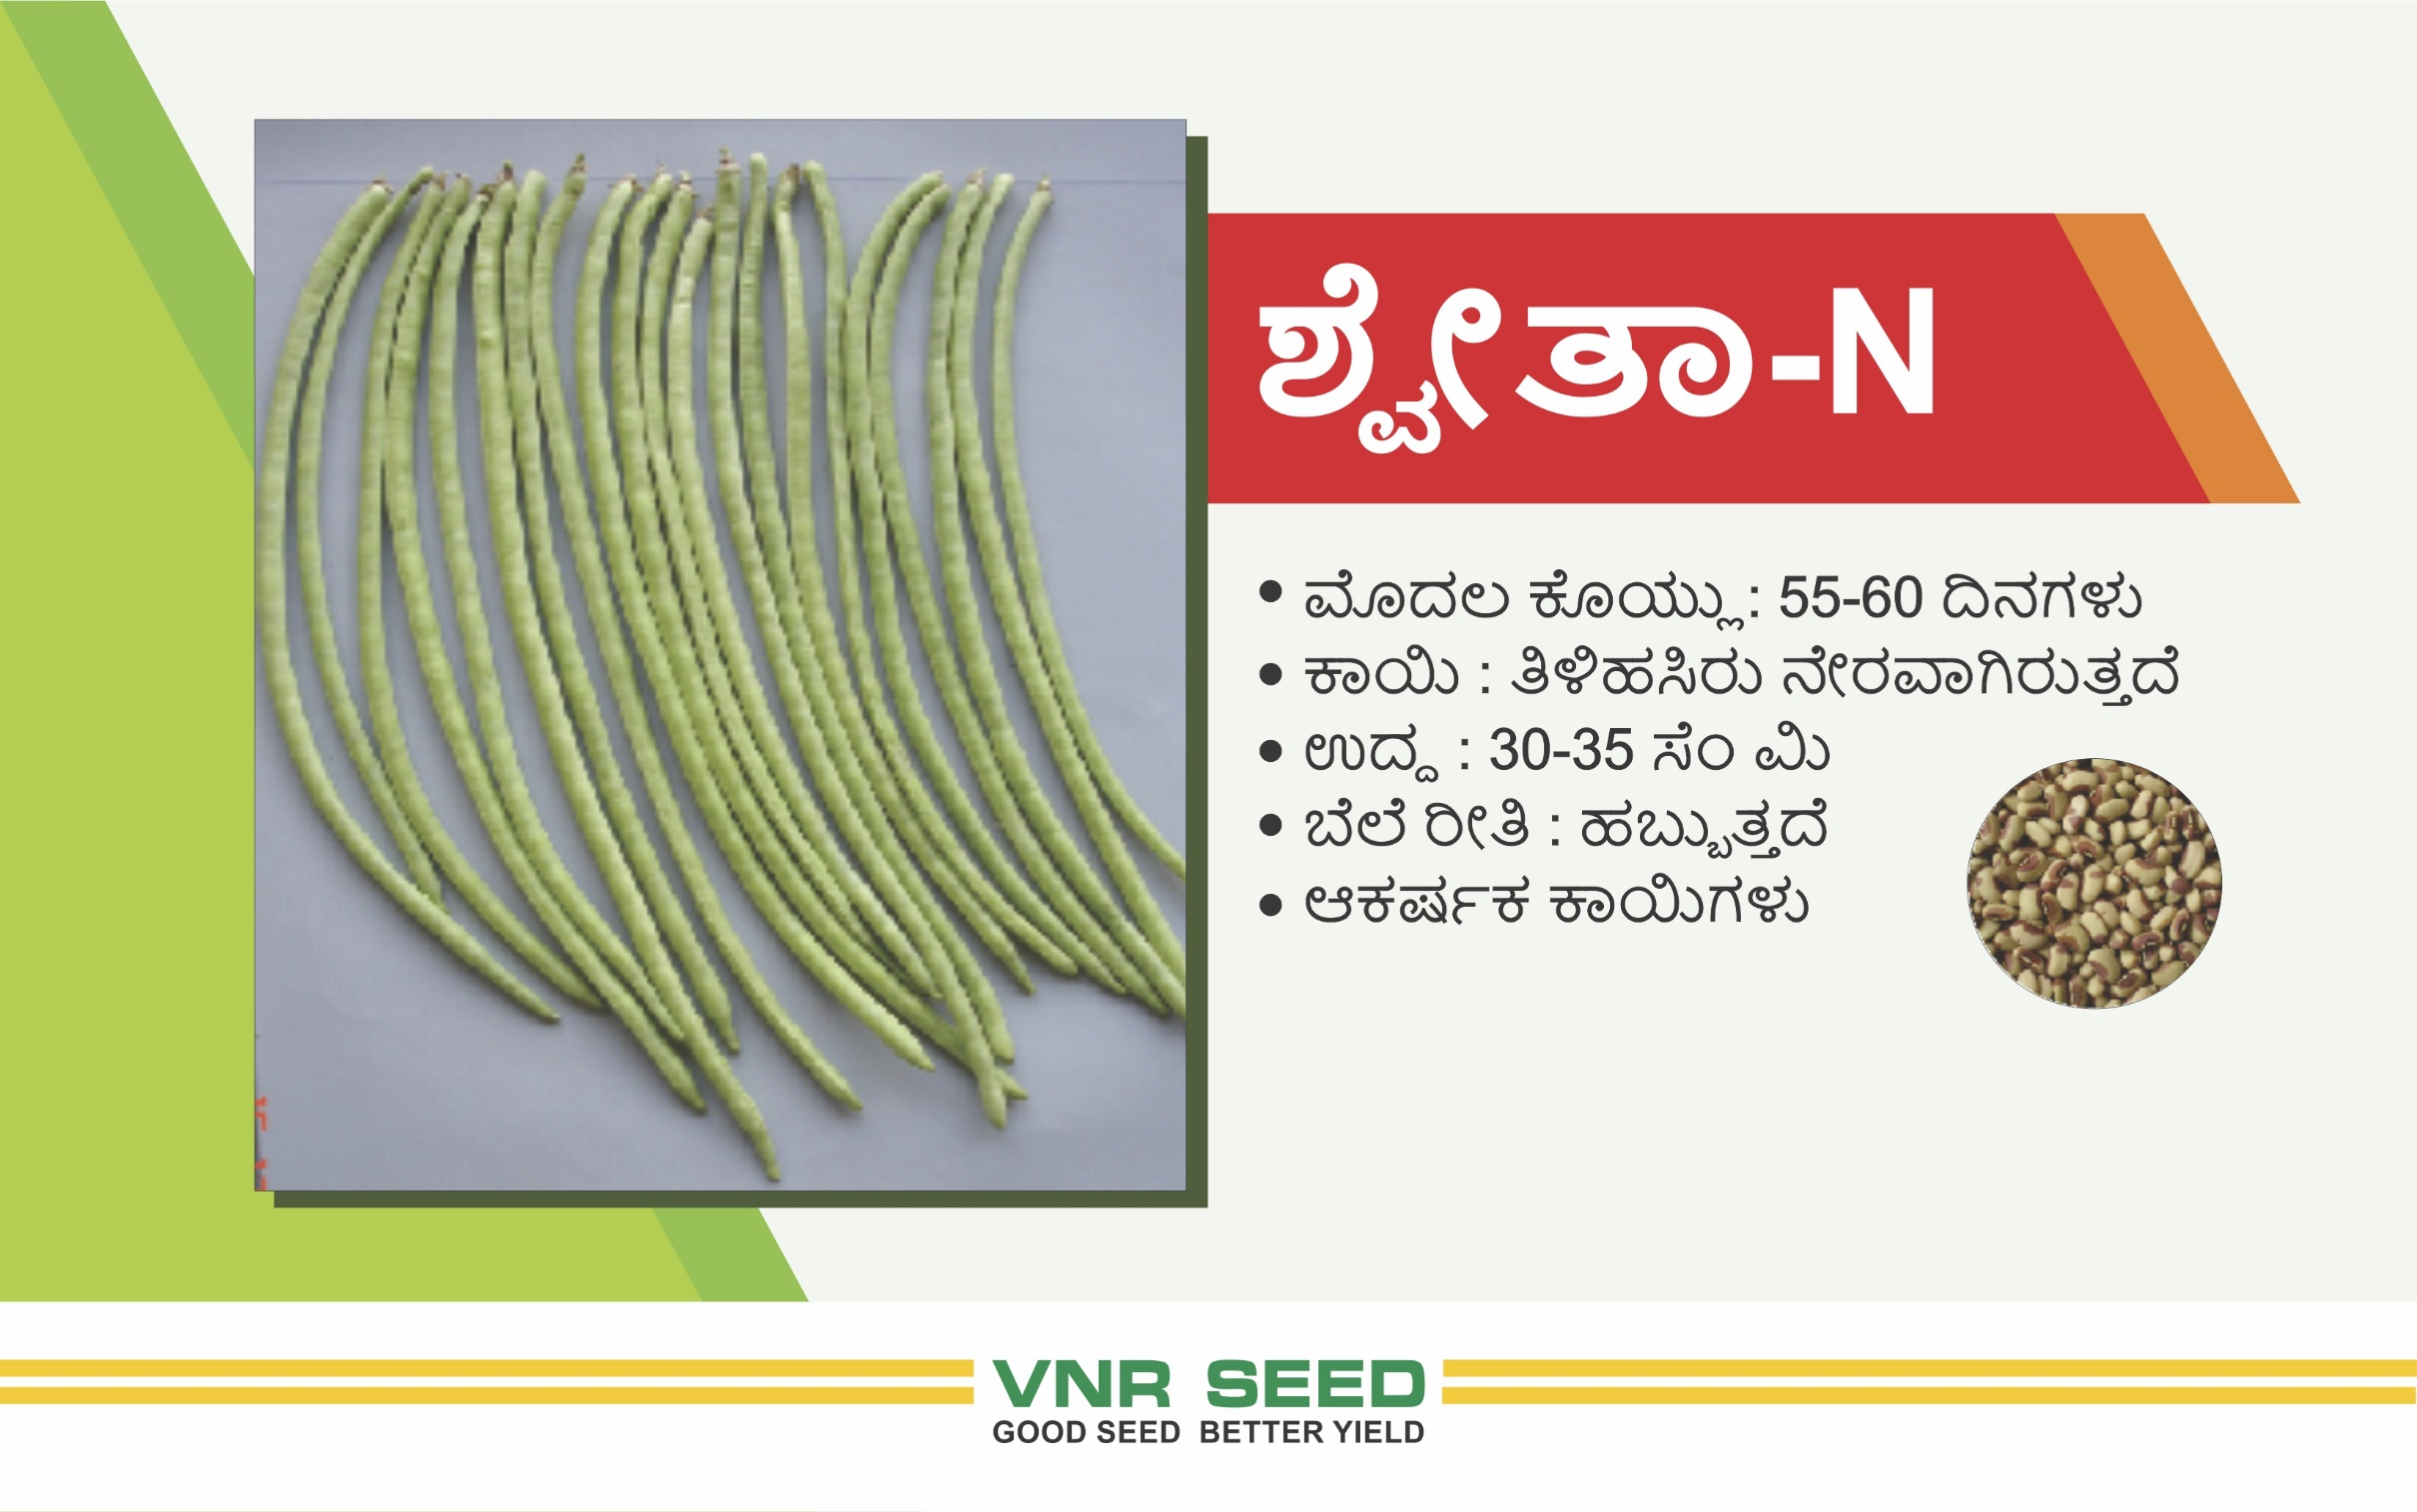 ಶ್ವೇತಾ-N
• ಮೊದಲ ಕೊಯ್ಲು : 55-60 ದಿನಗಳು
• ಕಾಯಿ : ತಿಳಿಹಸಿರು ನೇರವಾಗಿರುತ್ತದೆ
• ಉದ್ದ : 30-35 ಸೆಂ ಮಿ
• ಬೆಲೆ ರೀತಿ : ಹಬ್ಬುತ್ತದೆ
• ಆಕರ್ಷಕ ಕಾಯಿಗಳು
VNR SEED
GOOD SEED BETTER YIELD